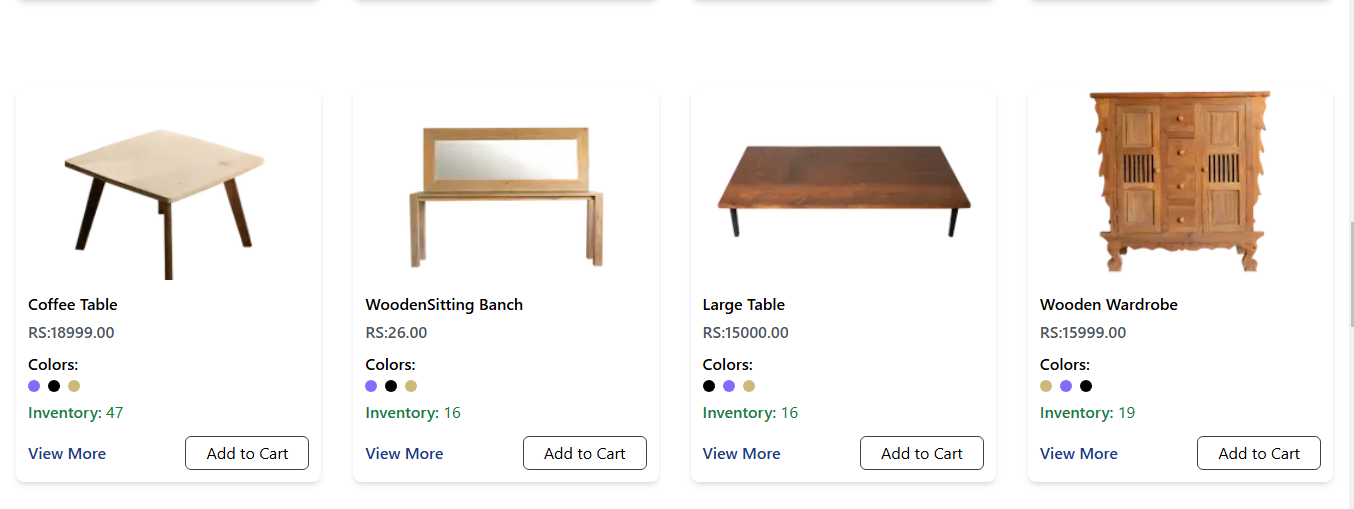 Coffee Table
RS:18999.00
Colors:
Inventory: 47
View More
Add to Cart
WoodenSitting Banch
RS:26.00
Colors:
Inventory: 16
View More
Add to Cart
Large Table
RS:15000.00
Colors:
Inventory: 16
View More
Add to Cart
Wooden Wardrobe
RS:15999.00
Colors:
Inventory: 19
View More
Add to Cart